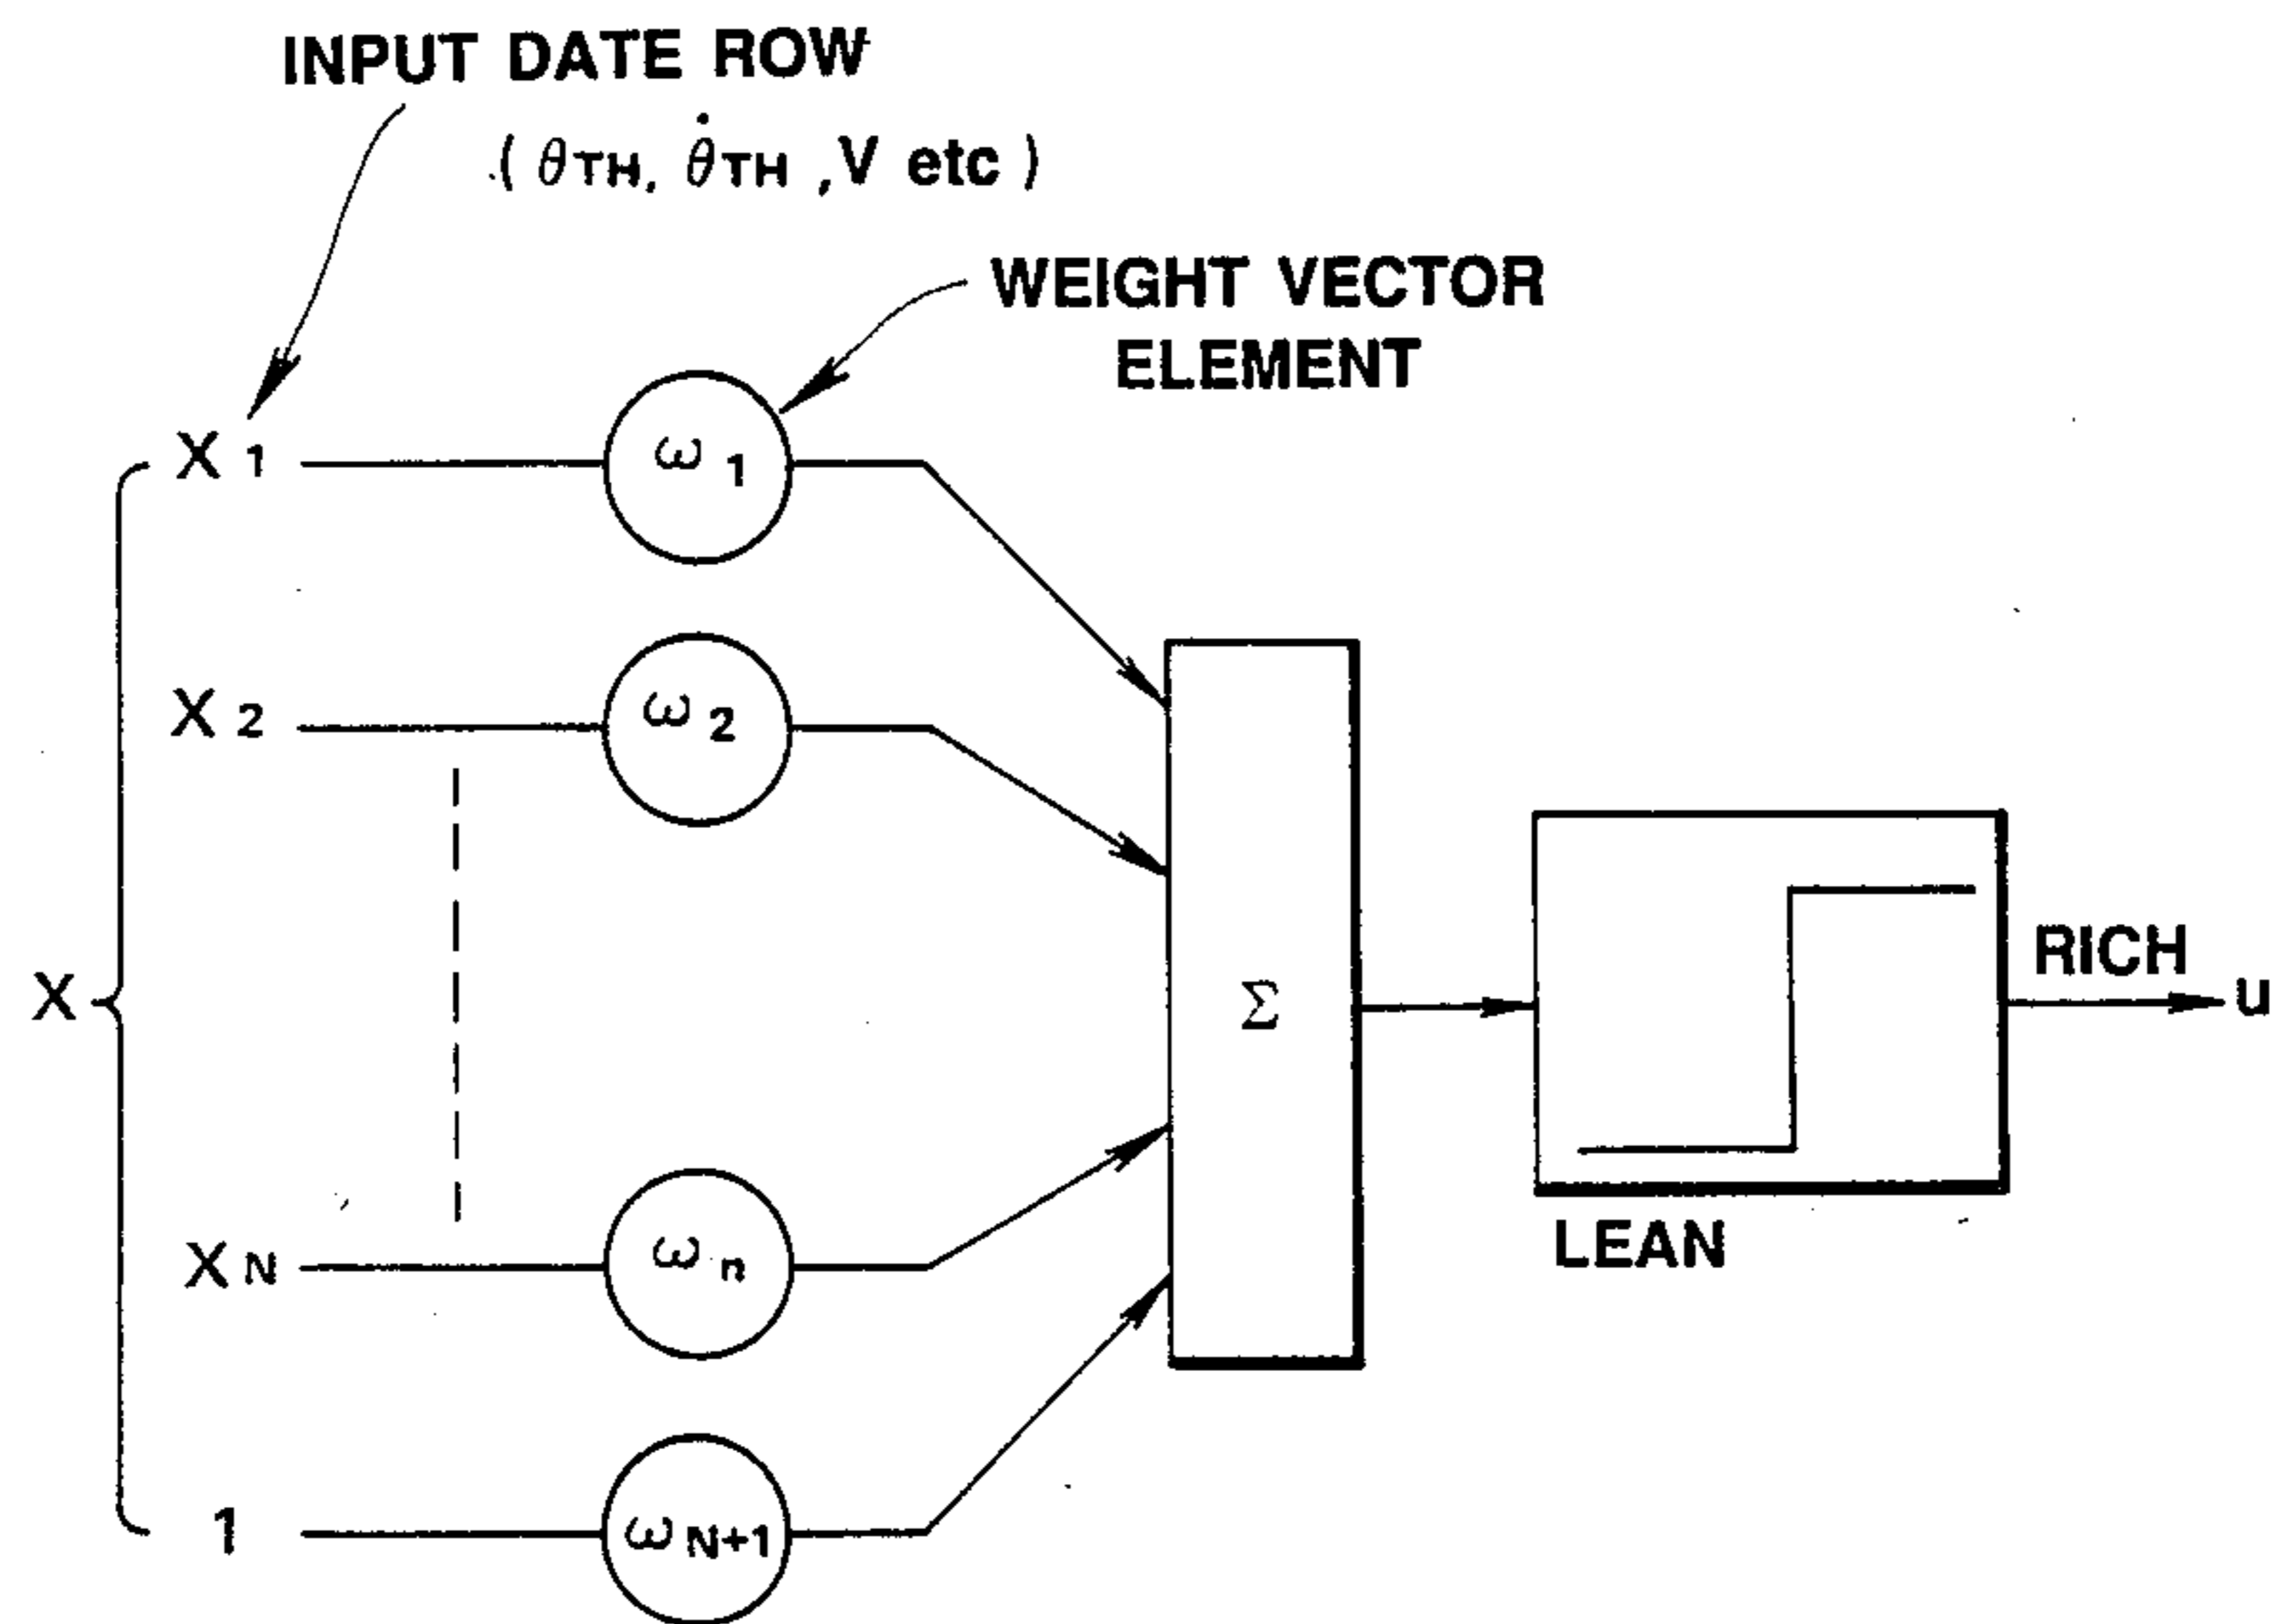 INPUT DATE ROW
( θTH, θ̇TH ,V etc )
WEIGHT VECTOR
ELEMENT
X 1
ω 1
X 2
ω 2
X
Σ
RICH
u
LEAN
X N
ω n
1
ω N+1